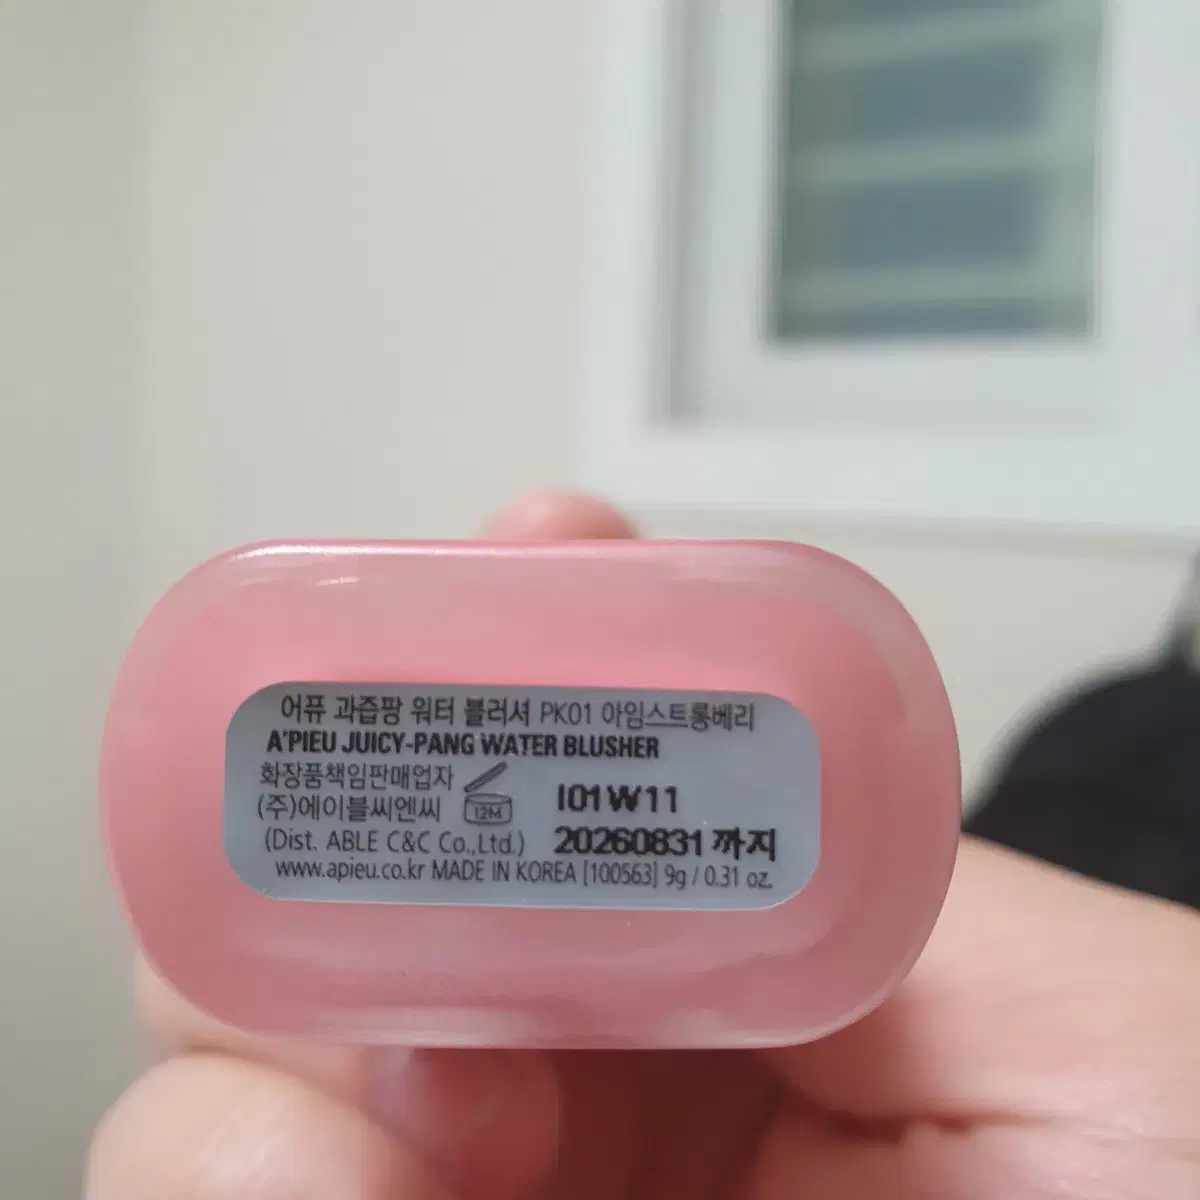 어퓨 과즙팡 워터 블러셔 PK01 아임스트롱베리
A'PIEU JUICY-PANG WATER BLUSHER
화장품책임판매업자
(주)에이블씨엔씨
12M
I01W11
(Dist. ABLE C&C Co.,Ltd.)
20260831 까지
www.apieu.co.kr MADE IN KOREA [100563] 9g / 0.31 oz.